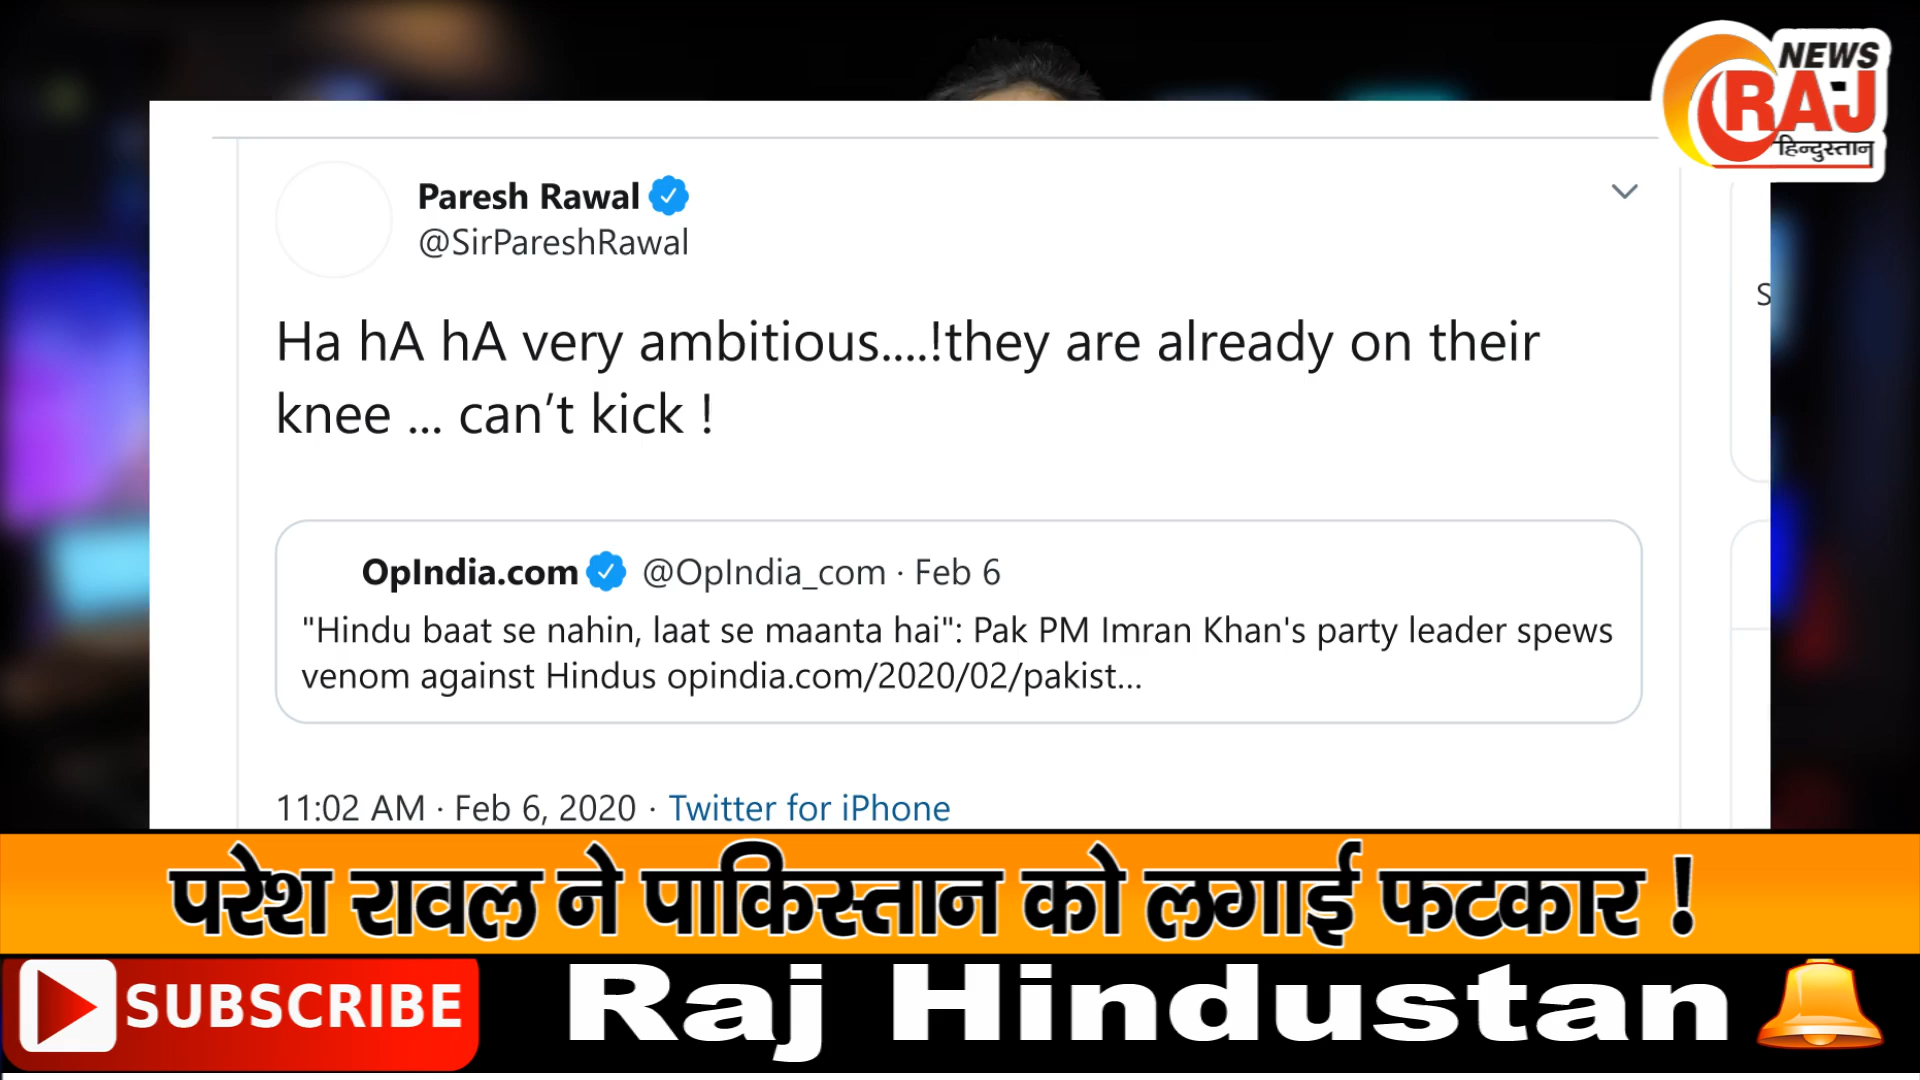 NEWS
RAJ
हिन्दुस्तान
Paresh Rawal
@SirPareshRawal
S
Ha hA hA very ambitious....!they are already on their
knee ... can’t kick !
OpIndia.com @OpIndia_com · Feb 6
"Hindu baat se nahin, laat se maanta hai": Pak PM Imran Khan's party leader spews
venom against Hindus opindia.com/2020/02/pakist...
11:02 AM · Feb 6, 2020 · Twitter for iPhone
परेश रावल ने पाकिस्तान को लगाई फटकार !
SUBSCRIBE Raj Hindustan